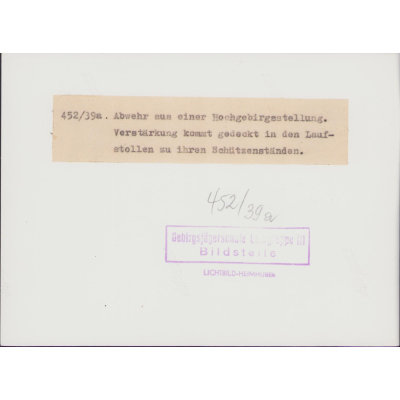 452/39a. Abwehr aus einer Hochgebirgsstellung.
Verstärkung kommt gedeckt in den Lauf-
stollen zu ihren Schützenständen.
452/39a
Gebirgsjägerschule
Bildstelle